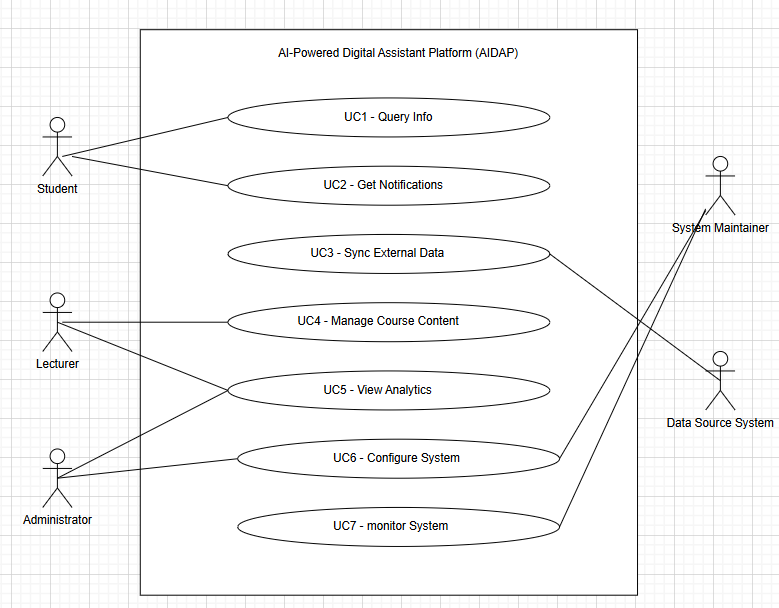 AI-Powered Digital Assistant Platform (AIDAP)
UC1 - Query Info
Student
UC2 - Get Notifications
System Maintainer
UC3 - Sync External Data
UC4 - Manage Course Content
Lecturer
UC5 - View Analytics
Data Source System
UC6 - Configure System
Administrator
UC7 - monitor System